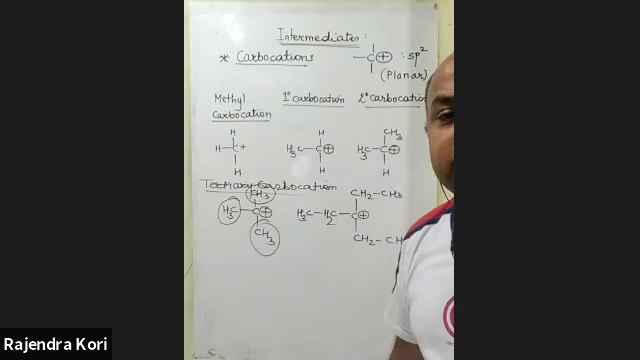 Intermediates:
* Carbocations
—C⊕ : SP²
(Planar)
Methyl
Carbocation
1° carbocation
2° carbocation
H
H—C+
H
H
H₃C—C⊕
H
CH₃
H₃C—C⊕
H
Tertiary Carbocation
CH₃
H₃C—C⊕
CH₃
CH₂—CH₃
H₃C—H₂C—C⊕
CH₂—CH
Rajendra Kori